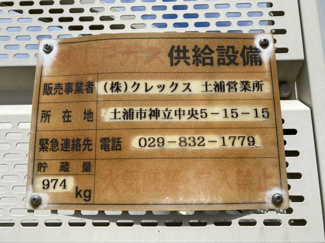 供給設備
販売事業者 (株)クレックス 土浦営業所
所在地 土浦市神立中央5-15-15
緊急連絡先 電話 029-832-1779
貯蔵量
974 kg